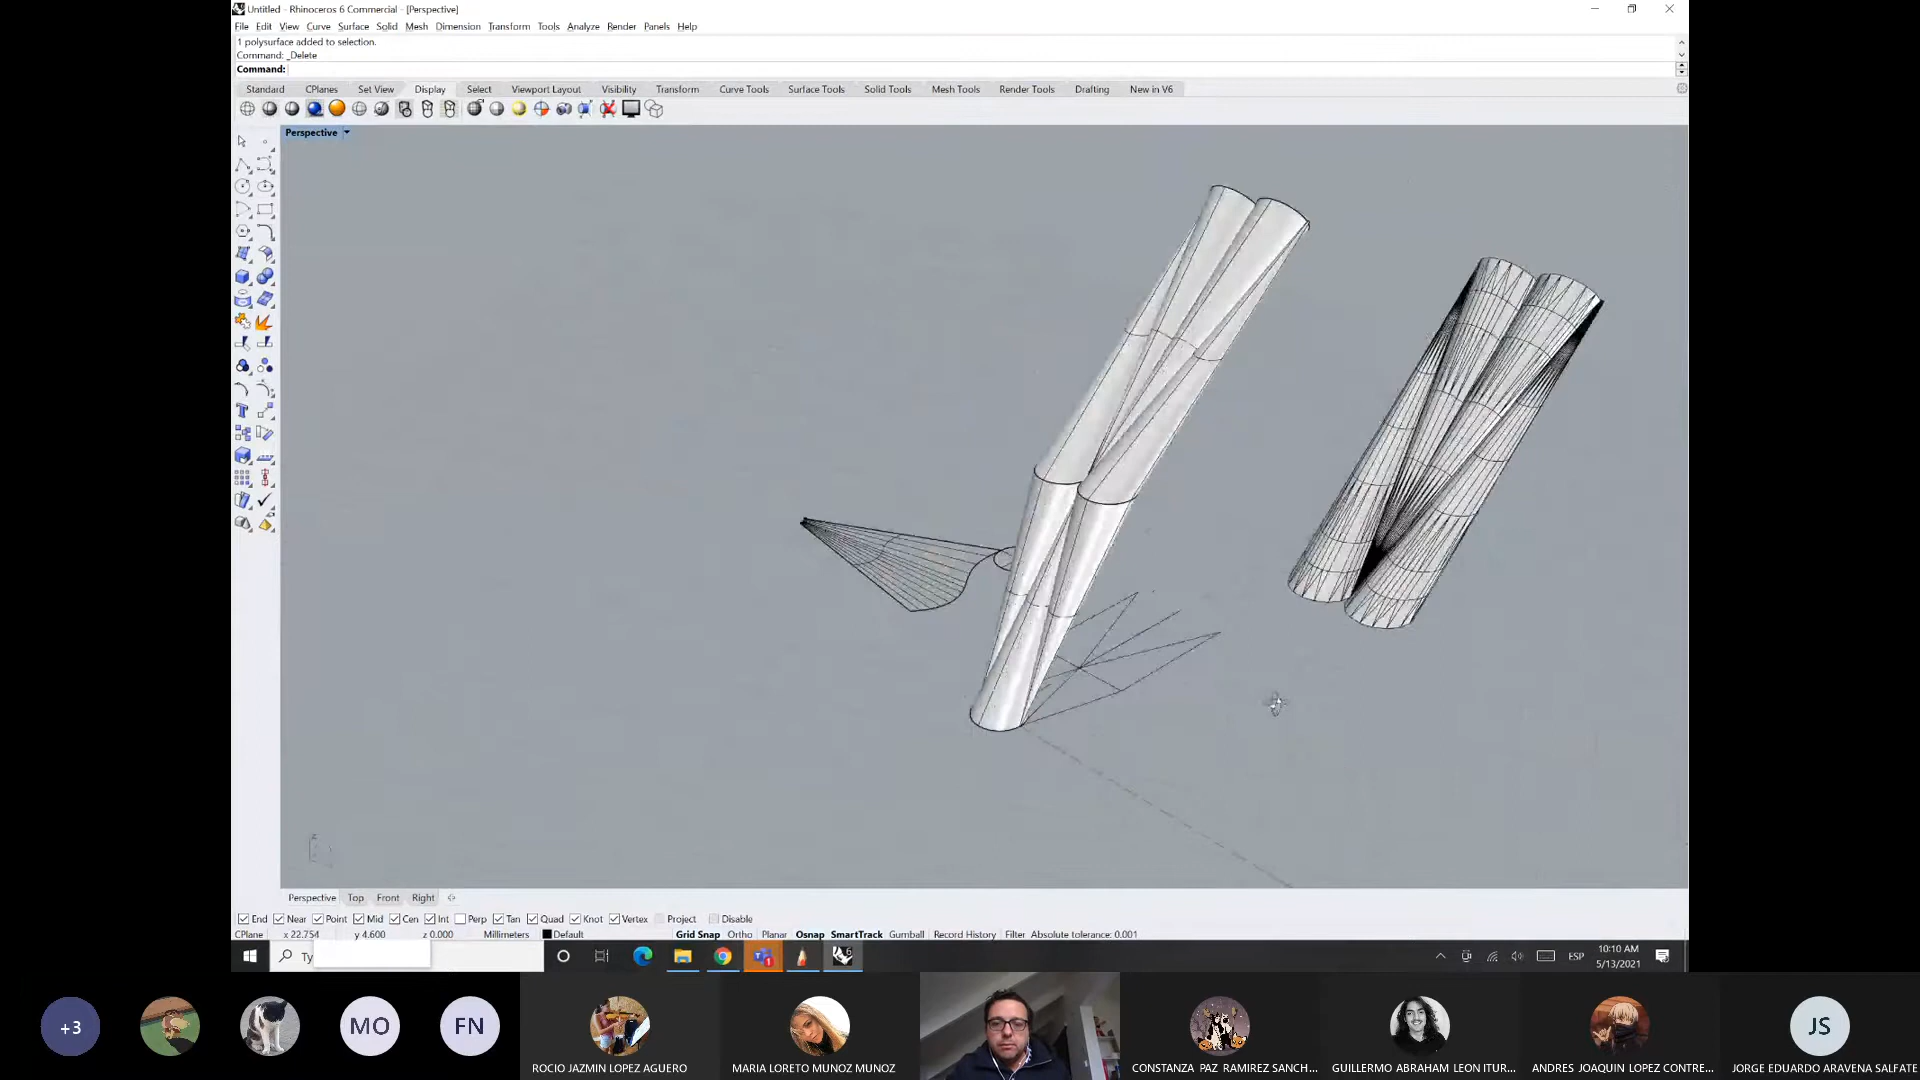 Untitled - Rhinoceros 6 Commercial - [Perspective]
File Edit View Curve Surface Solid Mesh Dimension Transform Tools Analyze Render Panels Help
1 polysurface added to selection.
Command: _Delete
Command:
Standard CPlanes Set View Display Select Viewport Layout Visibility Transform Curve Tools Surface Tools Solid Tools Mesh Tools Render Tools Drafting New in V6
Perspective
Perspective Top Front Right
End Near Point Mid Cen Int Perp Tan Quad Knot Vertex Project Disable
CPlane x 22.754 y 4.600 z 0.000 Millimeters Default Grid Snap Ortho Planar Osnap SmartTrack Gumball Record History Filter Absolute tolerance: 0.001
Ty
ESP
10:10 AM
5/13/2021
+3
MO
FN
JS
ROCIO JAZMIN LOPEZ AGUERO
MARIA LORETO MUNOZ MUNOZ
CONSTANZA PAZ RAMIREZ SANCH...
GUILLERMO ABRAHAM LEON ITUR...
ANDRES JOAQUIN LOPEZ CONTRE...
JORGE EDUARDO ARAVENA SALFATE